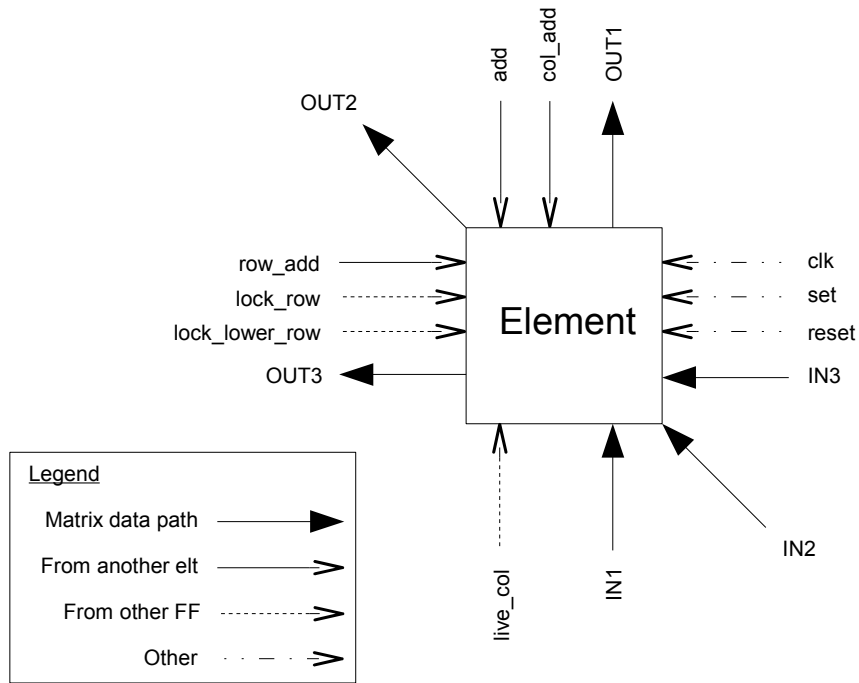 add
col_add
OUT1
OUT2
row_add
lock_row
lock_lower_row
OUT3
Element
clk
set
reset
IN3
IN2
live_col
IN1
Legend
Matrix data path
From another elt
From other FF
Other